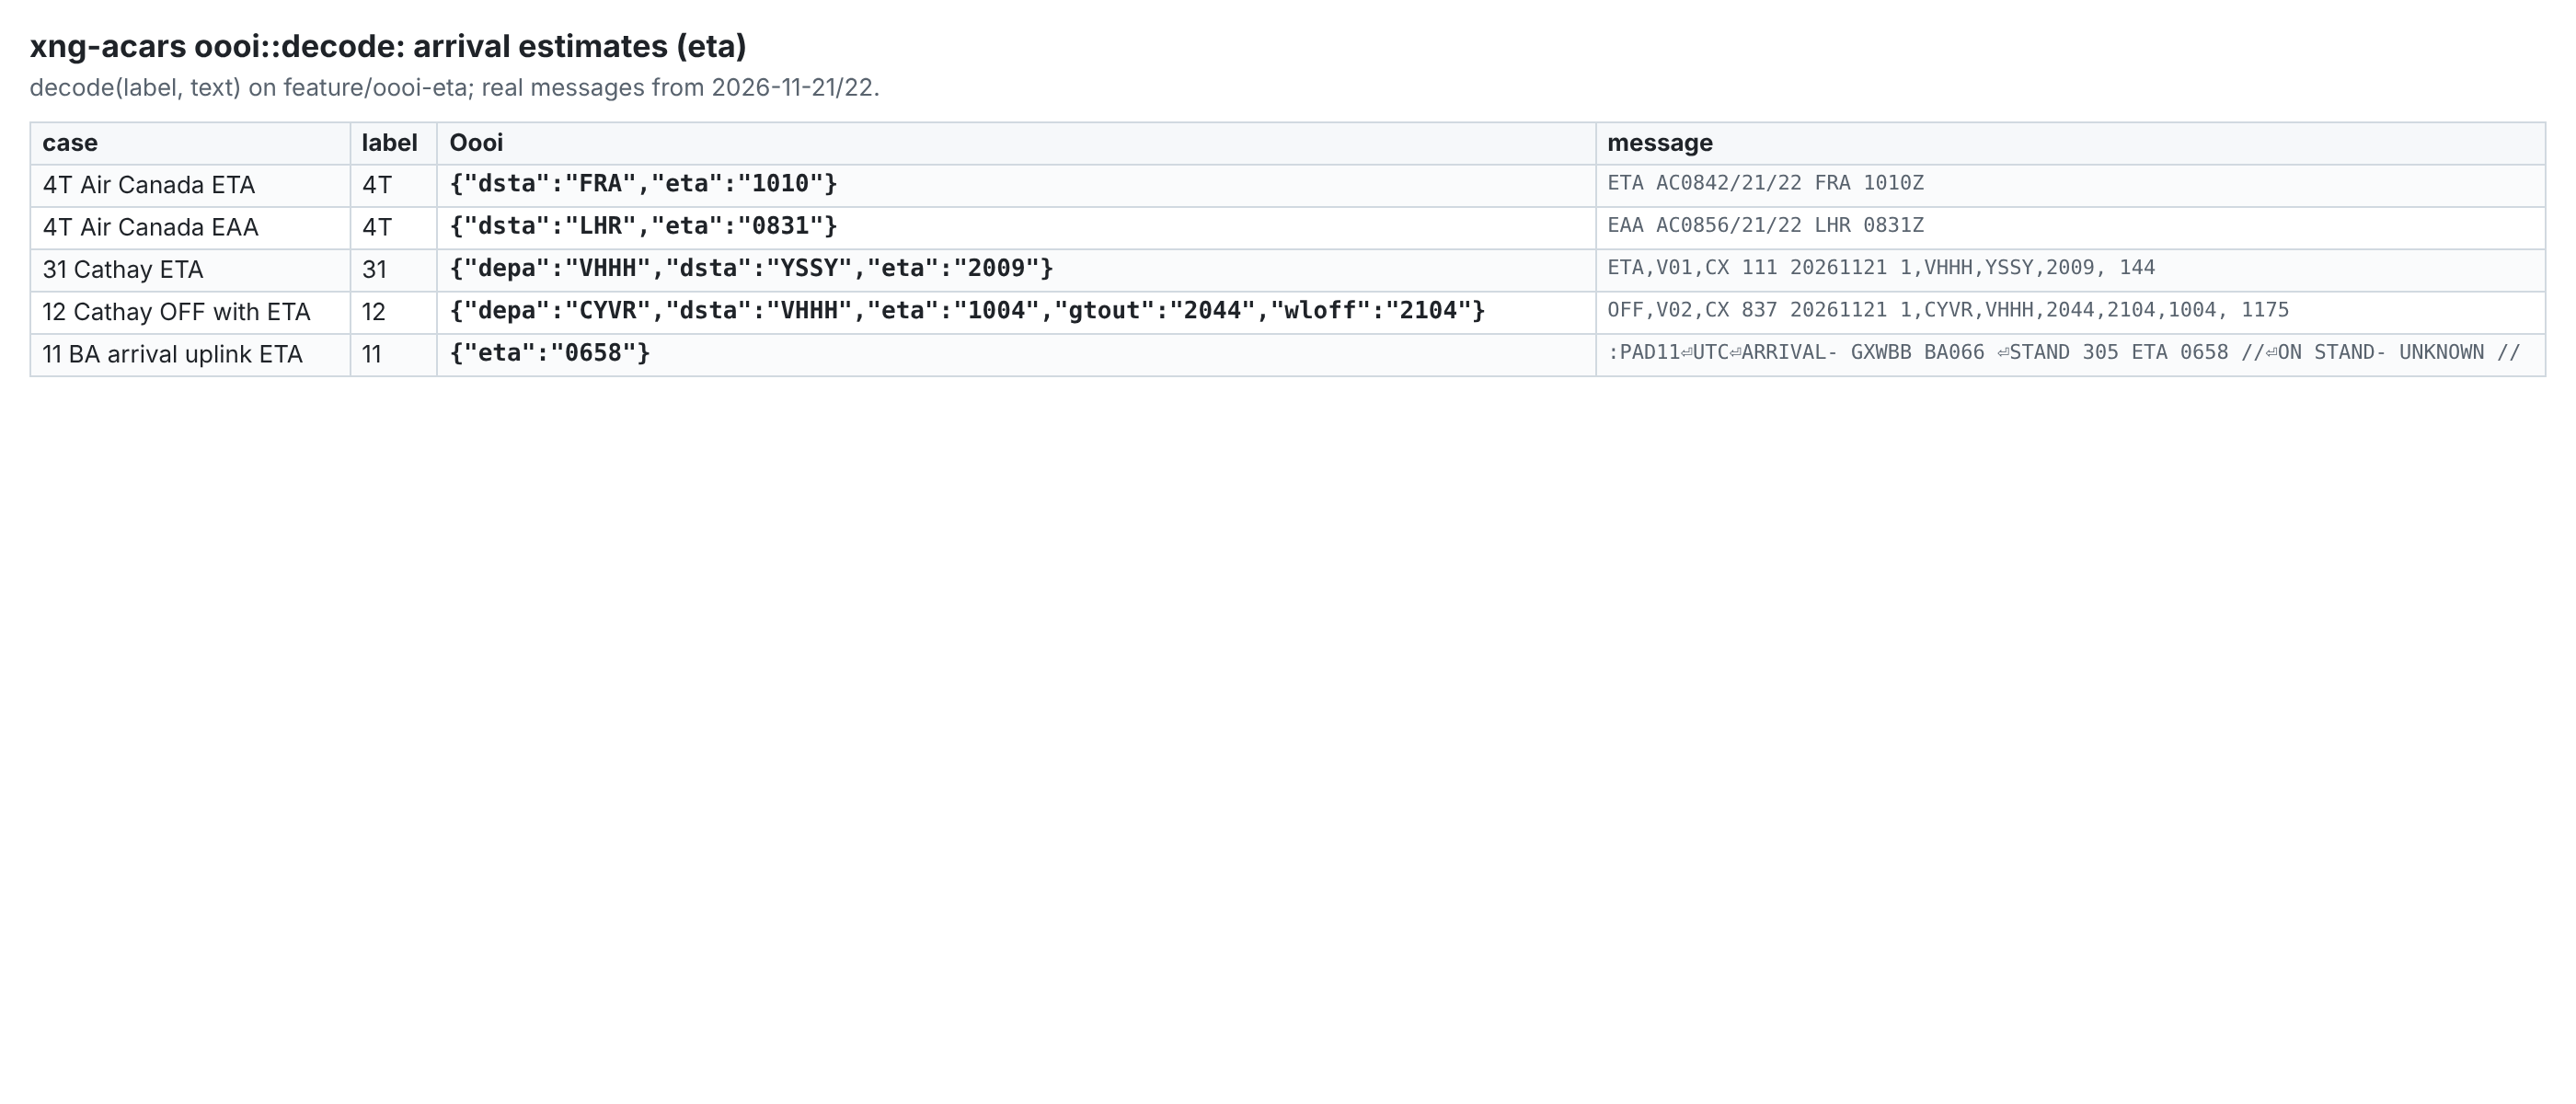 xng-acars oooi::decode: arrival estimates (eta)
decode(label, text) on feature/oooi-eta; real messages from 2026-11-21/22.
case label Oooi message
4T Air Canada ETA 4T {"dsta":"FRA","eta":"1010"} ETA AC0842/21/22 FRA 1010Z
4T Air Canada EAA 4T {"dsta":"LHR","eta":"0831"} EAA AC0856/21/22 LHR 0831Z
31 Cathay ETA 31 {"depa":"VHHH","dsta":"YSSY","eta":"2009"} ETA,V01,CX 111 20261121 1,VHHH,YSSY,2009, 144
12 Cathay OFF with ETA 12 {"depa":"CYVR","dsta":"VHHH","eta":"1004","gtout":"2044","wloff":"2104"} OFF,V02,CX 837 20261121 1,CYVR,VHHH,2044,2104,1004, 1175
11 BA arrival uplink ETA 11 {"eta":"0658"} :PAD11⏎UTC⏎ARRIVAL- GXWBB BA066 ⏎STAND 305 ETA 0658 //⏎ON STAND- UNKNOWN //